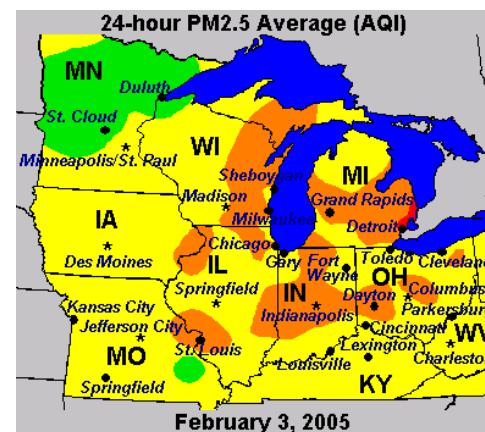 24-hour PM2.5 Average (AQI)
MN
Duluth
St. Cloud
Minneapolis/St. Paul
WI
Sheboygan
MI
Madison
Grand Rapids
Milwaukee
Detroit
IA
Chicago
Des Moines
Gary
Fort
Wayne
Toledo
Cleveland
IL
OH
Springfield
IN
Columbus
Kansas City
Dayton
Parkersburg
Jefferson City
Indianapolis
Cincinnati
WV
St. Louis
Lexington
MO
Louisville
Charleston
Springfield
KY
February 3, 2005